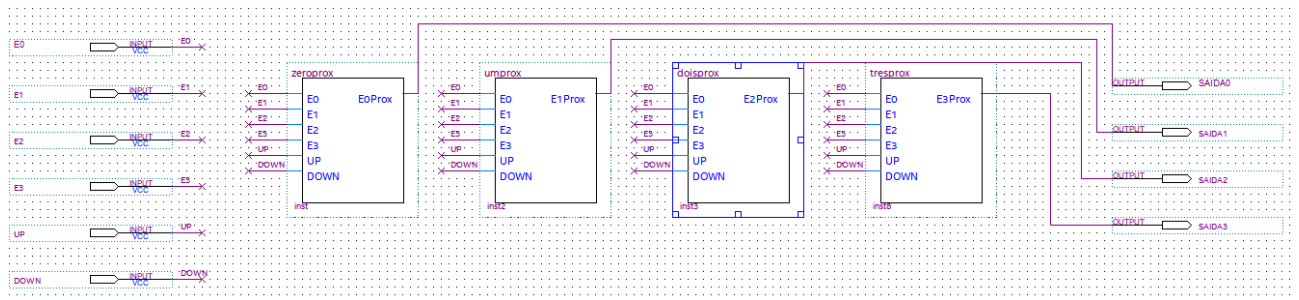 E0 INPUT VCC E0
E1 INPUT VCC E1
E2 INPUT VCC E2
E3 INPUT VCC E3
UP INPUT VCC UP
DOWN INPUT VCC DOWN
zeroprox
E0 E0 E0Prox
E1 E1
E2 E2
E3 E3
UP UP
DOWN DOWN
inst
umprox
E0 E0 E1Prox
E1 E1
E2 E2
E3 E3
UP UP
DOWN DOWN
inst2
doisprox
E0 E0 E2Prox
E1 E1
E2 E2
E3 E3
UP UP
DOWN DOWN
inst3
tresprox
E0 E0 E3Prox
E1 E1
E2 E2
E3 E3
UP UP
DOWN DOWN
inst8
OUTPUT SAIDA0
OUTPUT SAIDA1
OUTPUT SAIDA2
OUTPUT SAIDA3